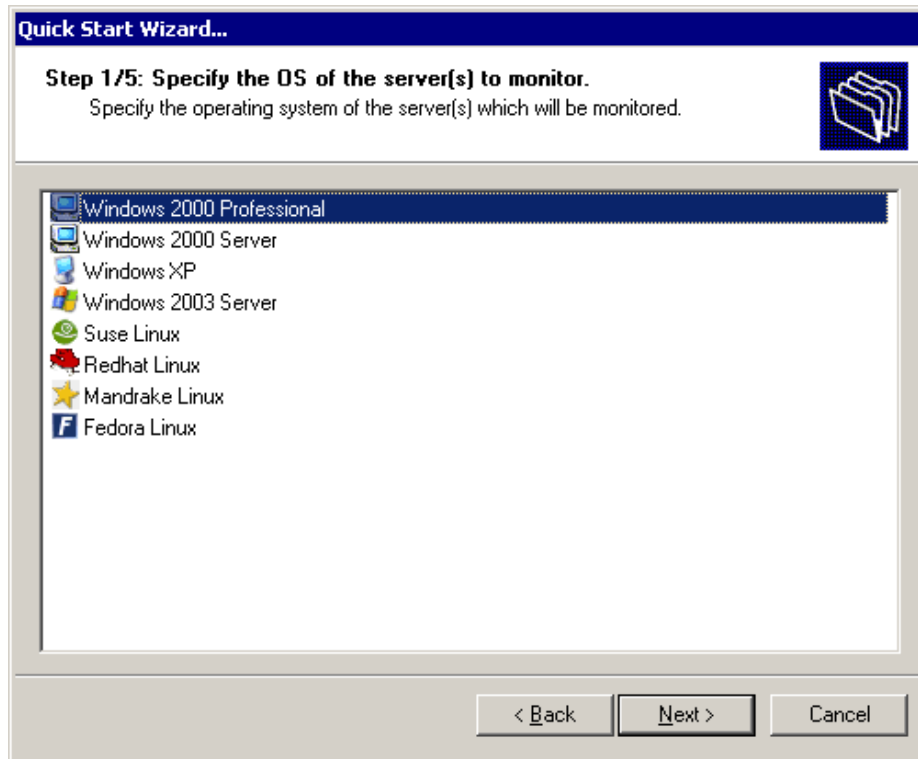 Quick Start Wizard...
Step 1/5: Specify the OS of the server(s) to monitor.
Specify the operating system of the server(s) which will be monitored.
Windows 2000 Professional
Windows 2000 Server
Windows XP
Windows 2003 Server
Suse Linux
Redhat Linux
Mandrake Linux
F Fedora Linux
< Back Next > Cancel